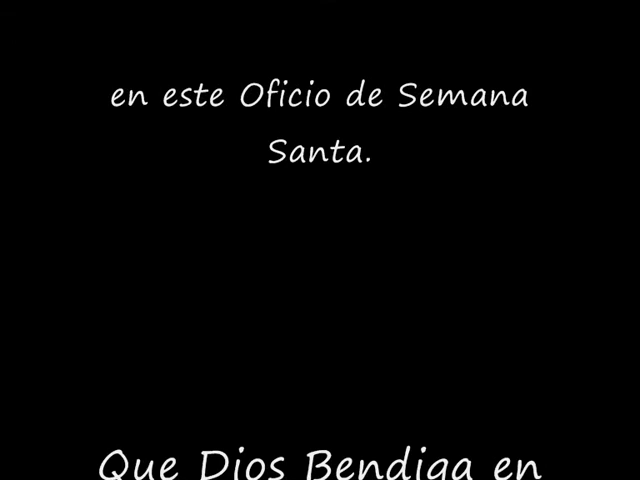 en este Oficio de Semana
Santa.
Que Dios Bendiga en